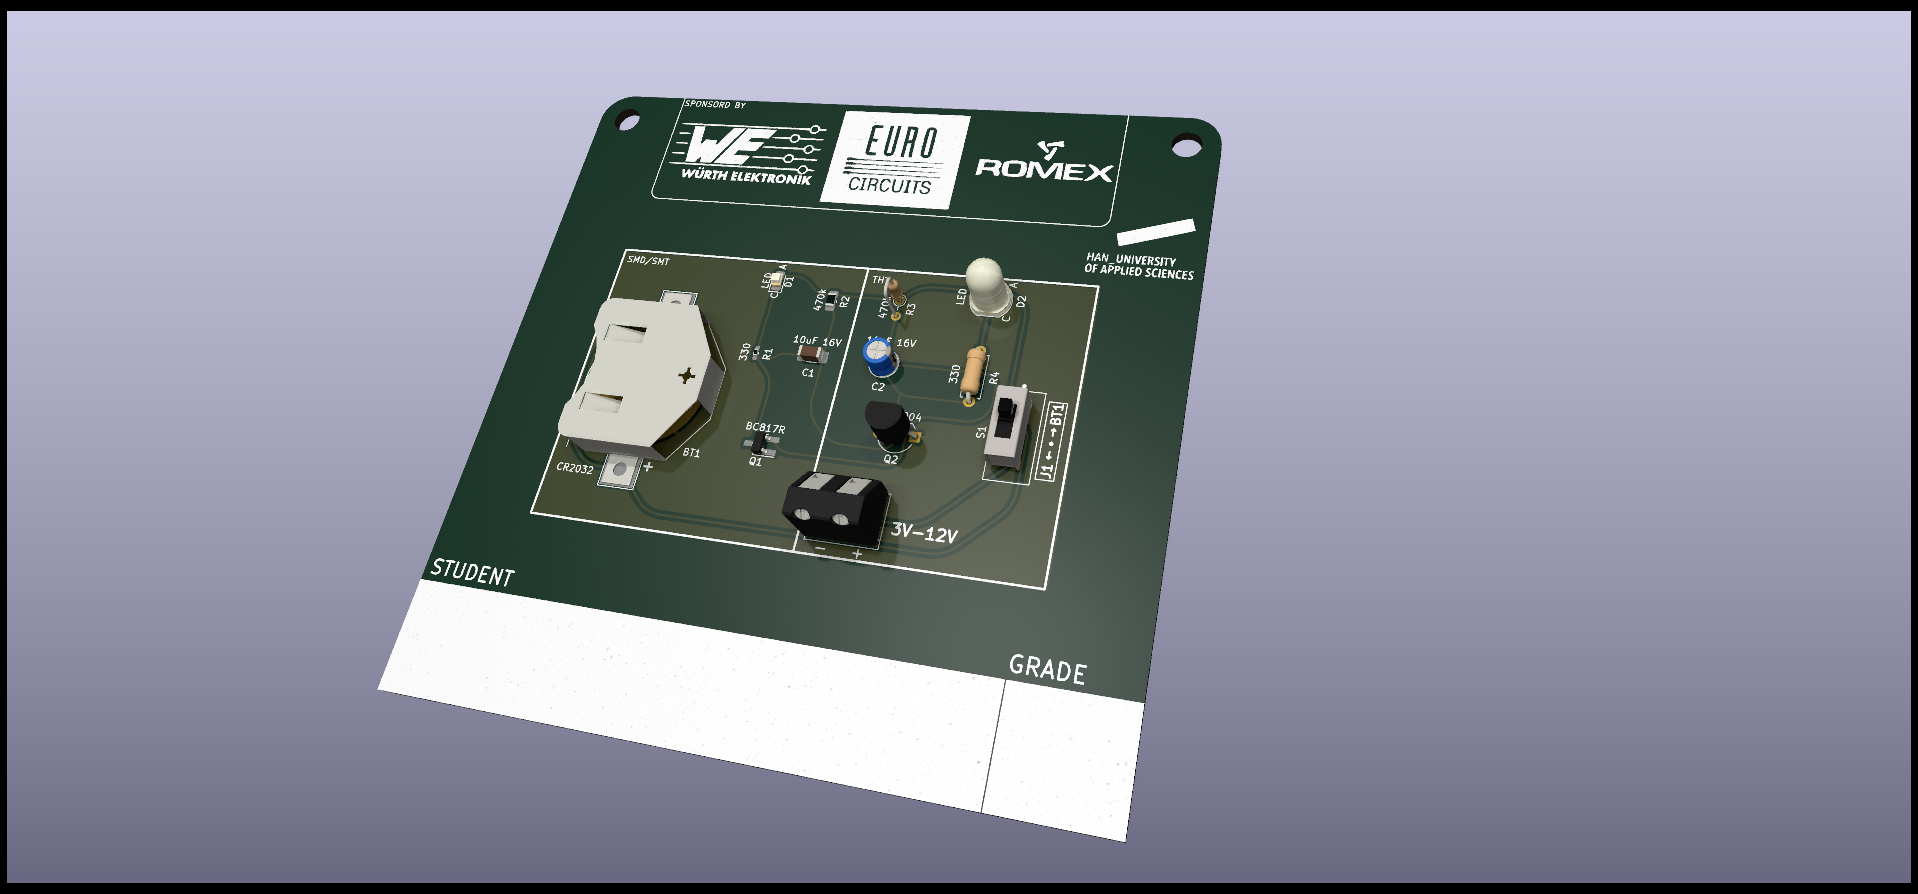 SPONSORD BY
WE
WÜRTH ELEKTRONIK
EURO
CIRCUITS
ROMEX
HAN_UNIVERSITY
OF APPLIED SCIENCES
SMD/SMT
LED
A
C
D1
470k
R2
330
R1
10uF 16V
C1
BC817R
Q1
BT1
CR2032
+
LED
A
C
D2
R3
16V
C2
330
R4
Q2
S1
J1 ← • → BT1
3V-12V
- +
STUDENT
GRADE